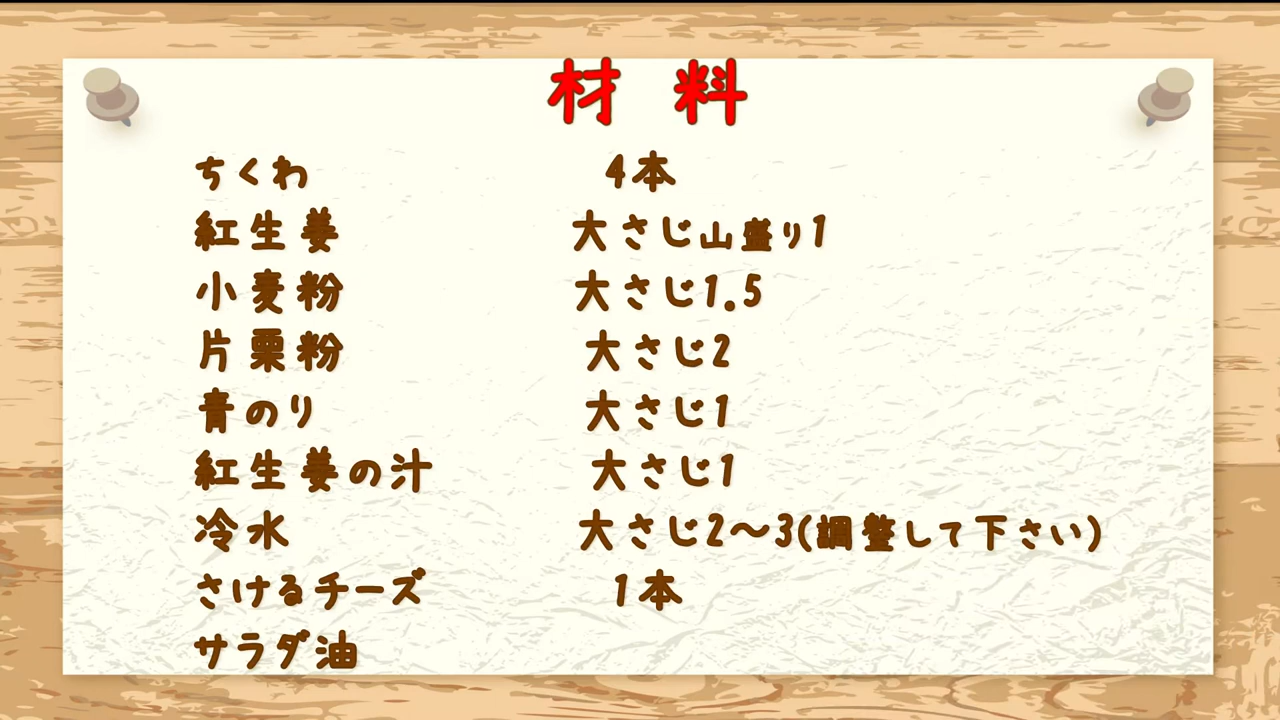 材 料
ちくわ 4本
紅生姜 大さじ山盛り1
小麦粉 大さじ1.5
片栗粉 大さじ2
青のり 大さじ1
紅生姜の汁 大さじ1
冷水 大さじ2～3(調整して下さい)
さけるチーズ 1本
サラダ油